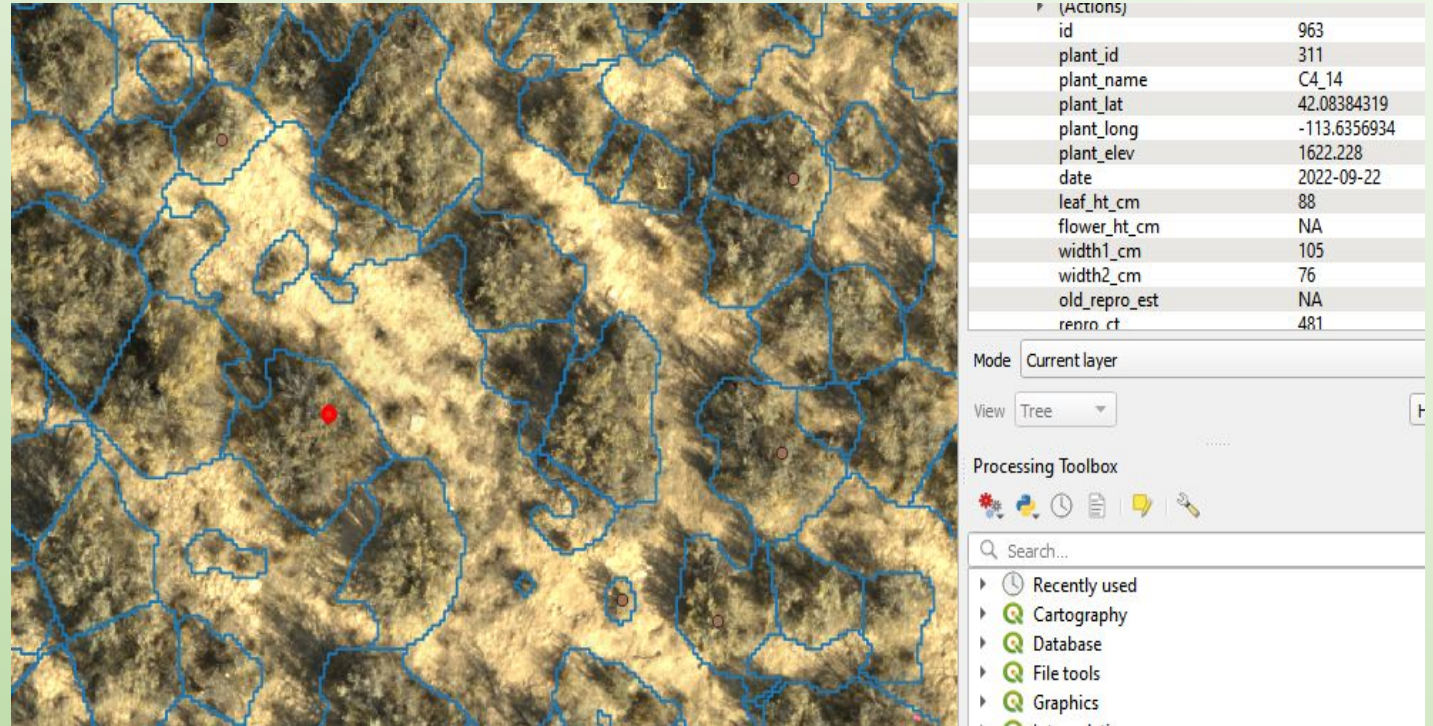 (Actions)
id 963
plant_id 311
plant_name C4_14
plant_lat 42.08384319
plant_long -113.6356934
plant_elev 1622.228
date 2022-09-22
leaf_ht_cm 88
flower_ht_cm NA
width1_cm 105
width2_cm 76
old_repro_est NA
repro_ct 481
Mode Current layer
View Tree H
Processing Toolbox
Search...
Recently used
Cartography
Database
File tools
Graphics